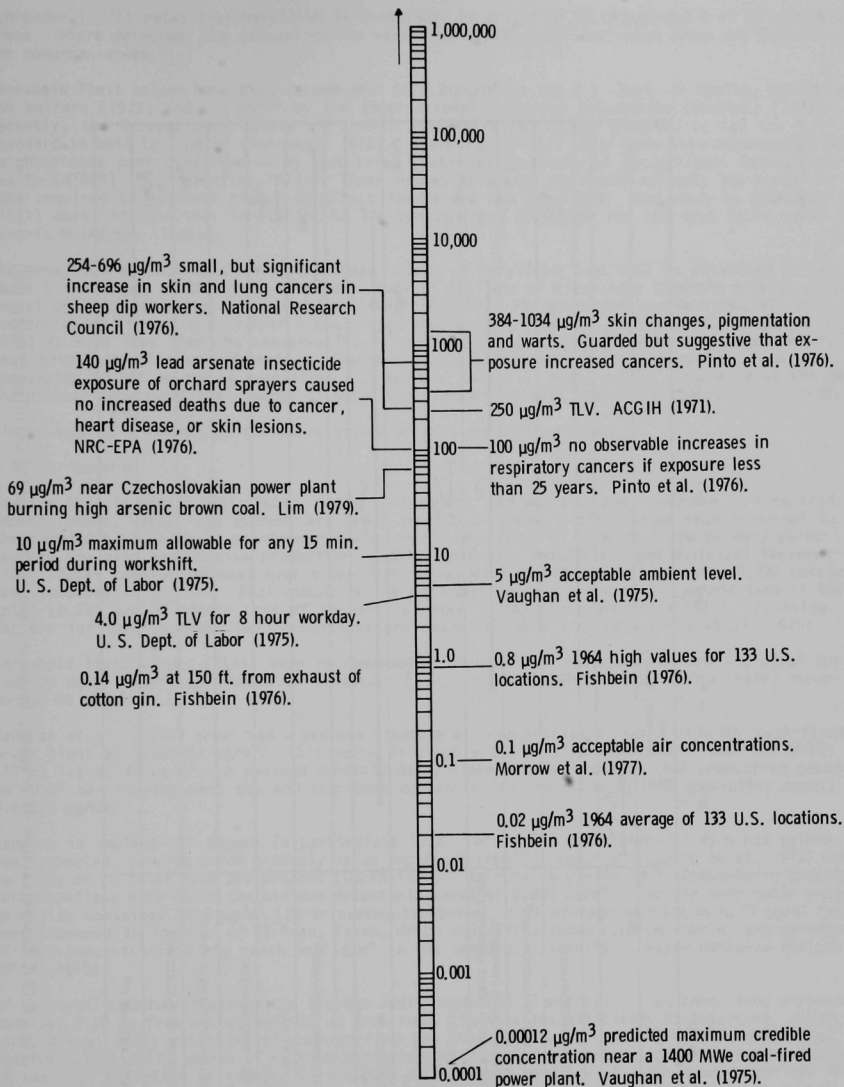 1,000,000
100,000
10,000
254-696 μg/m³ small, but significant
increase in skin and lung cancers in
sheep dip workers. National Research
Council (1976).
384-1034 μg/m³ skin changes, pigmentation
and warts. Guarded but suggestive that ex-
posure increased cancers. Pinto et al. (1976).
1000
140 μg/m³ lead arsenate insecticide
exposure of orchard sprayers caused
no increased deaths due to cancer,
heart disease, or skin lesions.
NRC-EPA (1976).
250 μg/m³ TLV. ACGIH (1971).
100
100 μg/m³ no observable increases in
respiratory cancers if exposure less
than 25 years. Pinto et al. (1976).
69 μg/m³ near Czechoslovakian power plant
burning high arsenic brown coal. Lim (1979).
10 μg/m³ maximum allowable for any 15 min.
period during workshift.
U. S. Dept. of Labor (1975).
10
5 μg/m³ acceptable ambient level.
Vaughan et al. (1975).
4.0 μg/m³ TLV for 8 hour workday.
U. S. Dept. of Labor (1975).
1.0
0.8 μg/m³ 1964 high values for 133 U.S.
locations. Fishbein (1976).
0.14 μg/m³ at 150 ft. from exhaust of
cotton gin. Fishbein (1976).
0.1
0.1 μg/m³ acceptable air concentrations.
Morrow et al. (1977).
0.02 μg/m³ 1964 average of 133 U.S. locations.
Fishbein (1976).
0.01
0.001
0.00012 μg/m³ predicted maximum credible
concentration near a 1400 MWe coal-fired
power plant. Vaughan et al. (1975).
0.0001